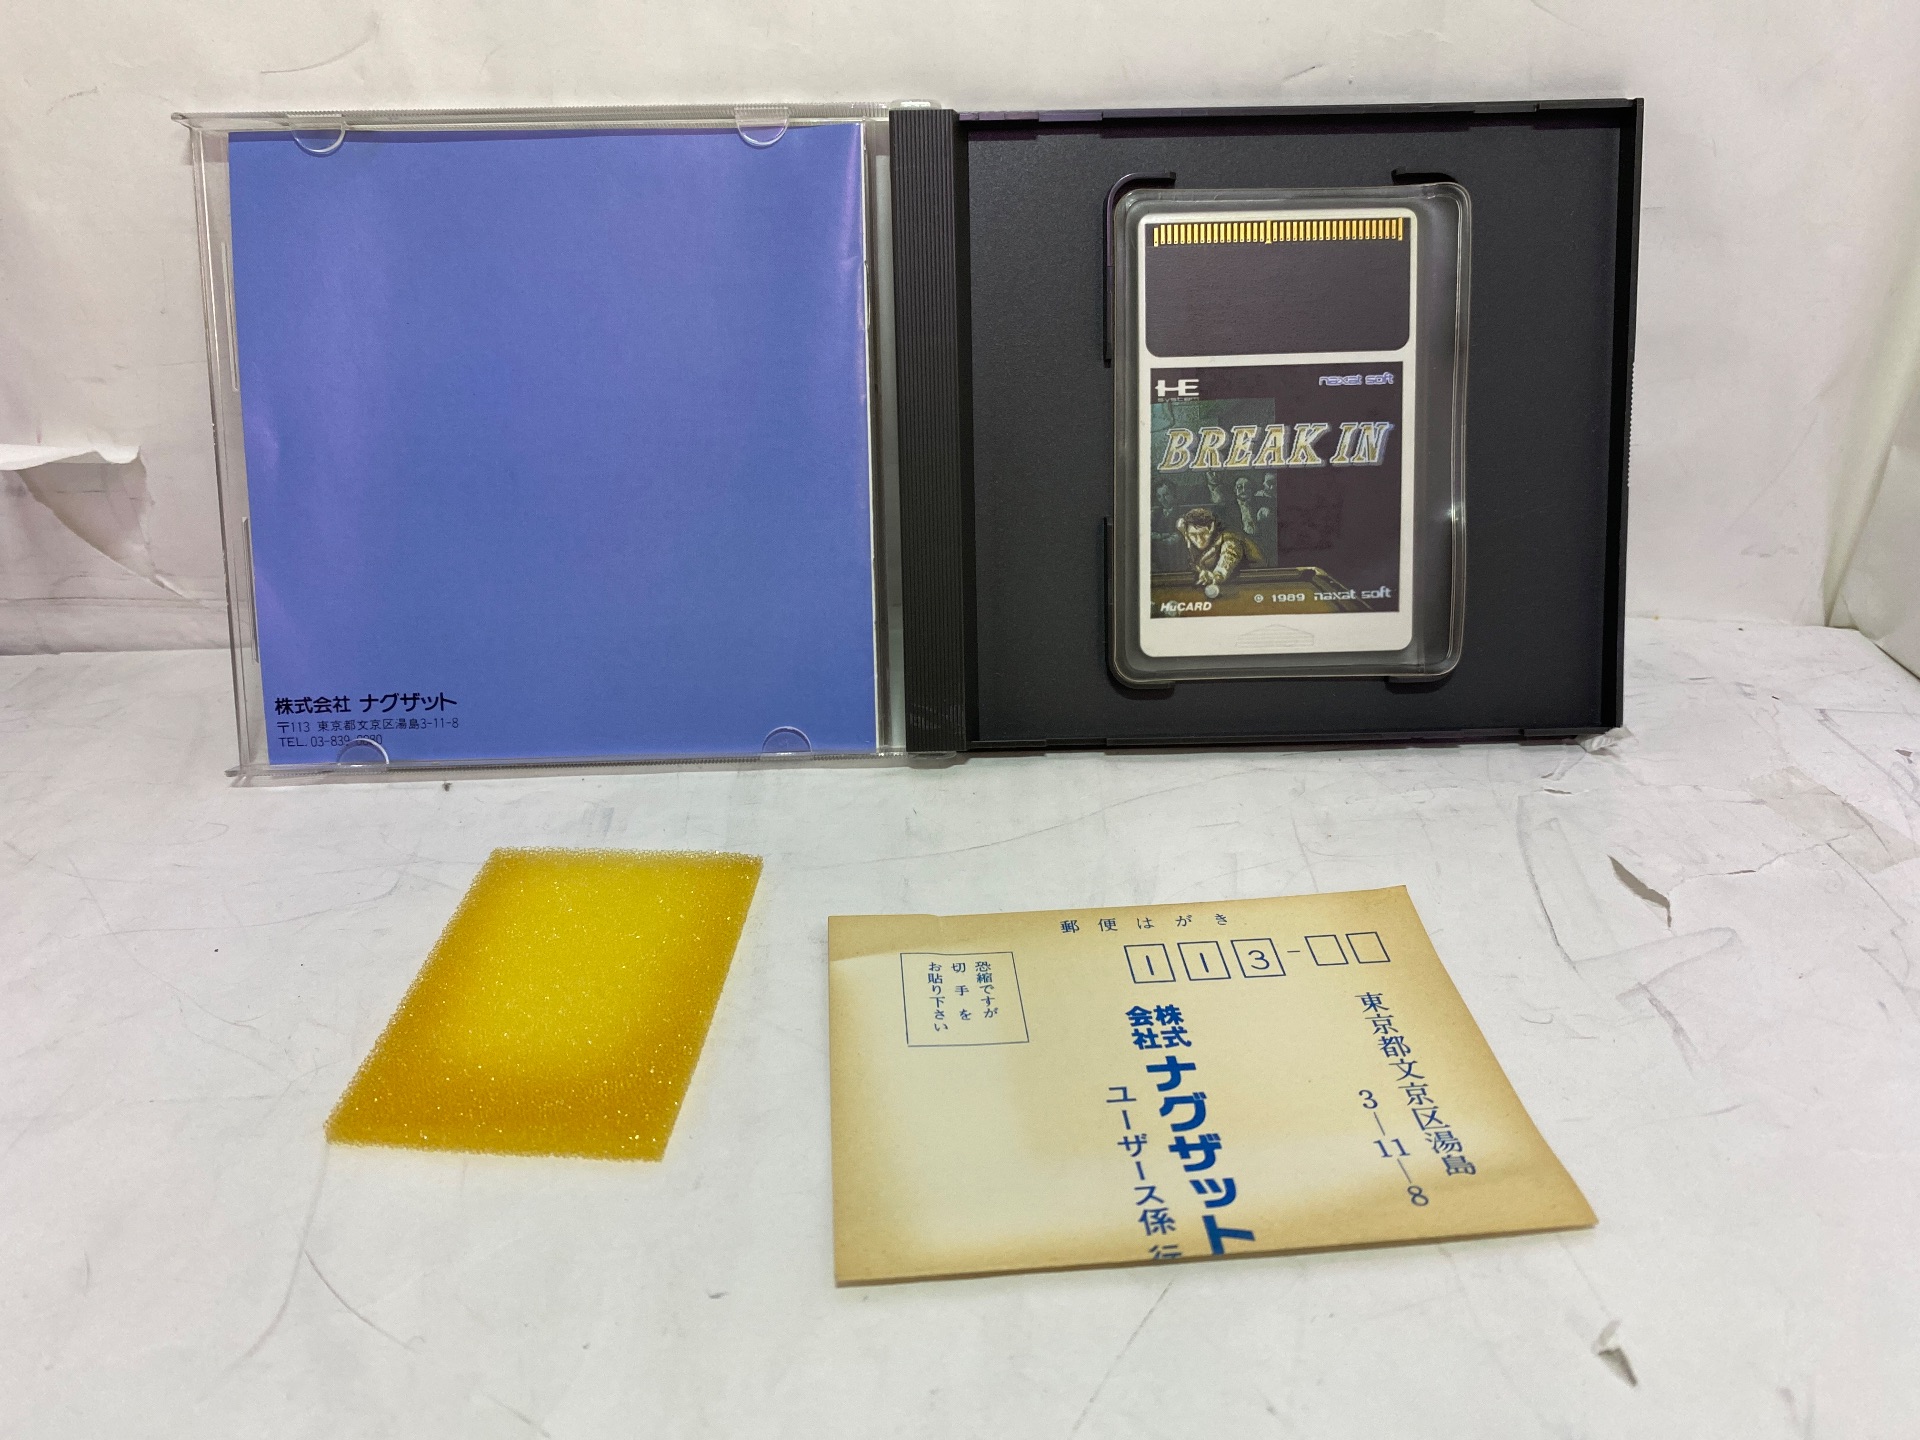 株式会社 ナグザット
〒113 東京都文京区湯島3-11-8
HE
system
naxat soft
BREAK IN
HuCARD
© 1989 naxat soft
郵便はがき
113-
恐縮ですが
切手を
お貼り下さい
東京都文京区湯島
3-11-8
株式会社 ナグザット
ユーザース係 行